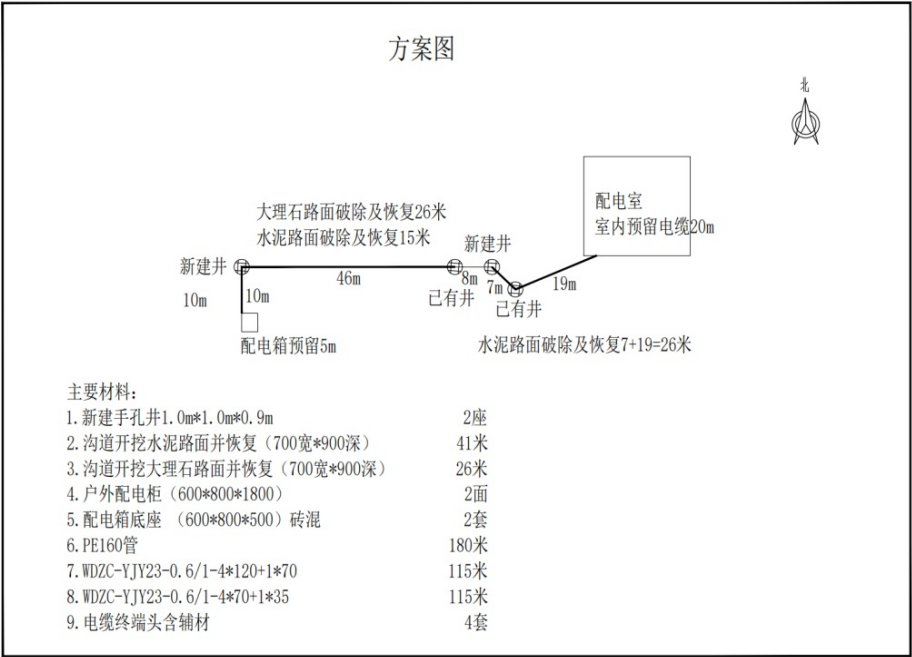 方案图
北
配电室
室内预留电缆20m
大理石路面破除及恢复26米
水泥路面破除及恢复15米
新建井
新建井
46m
8m
7m
19m
已有井
已有井
10m
10m
配电箱预留5m
水泥路面破除及恢复7+19=26米
主要材料:
1.新建手孔井1.0m*1.0m*0.9m 2座
2.沟道开挖水泥路面并恢复（700宽*900深） 41米
3.沟道开挖大理石路面并恢复（700宽*900深） 26米
4.户外配电柜（600*800*1800） 2面
5.配电箱底座 （600*800*500）砖混 2套
6.PE160管 180米
7.WDZC-YJY23-0.6/1-4*120+1*70 115米
8.WDZC-YJY23-0.6/1-4*70+1*35 115米
9.电缆终端头含辅材 4套